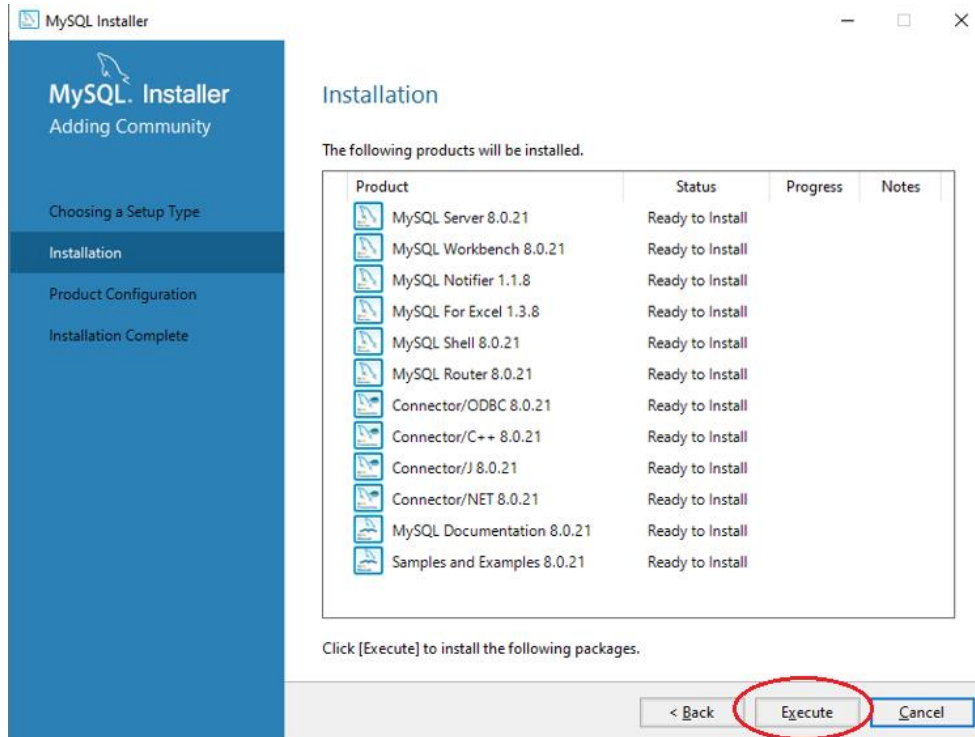 MySQL Installer
MySQL. Installer
Adding Community
Choosing a Setup Type
Installation
Product Configuration
Installation Complete
Installation
The following products will be installed.
Product Status Progress Notes
MySQL Server 8.0.21 Ready to Install
MySQL Workbench 8.0.21 Ready to Install
MySQL Notifier 1.1.8 Ready to Install
MySQL For Excel 1.3.8 Ready to Install
MySQL Shell 8.0.21 Ready to Install
MySQL Router 8.0.21 Ready to Install
Connector/ODBC 8.0.21 Ready to Install
Connector/C++ 8.0.21 Ready to Install
Connector/J 8.0.21 Ready to Install
Connector/NET 8.0.21 Ready to Install
MySQL Documentation 8.0.21 Ready to Install
Samples and Examples 8.0.21 Ready to Install
Click [Execute] to install the following packages.
< Back Execute Cancel